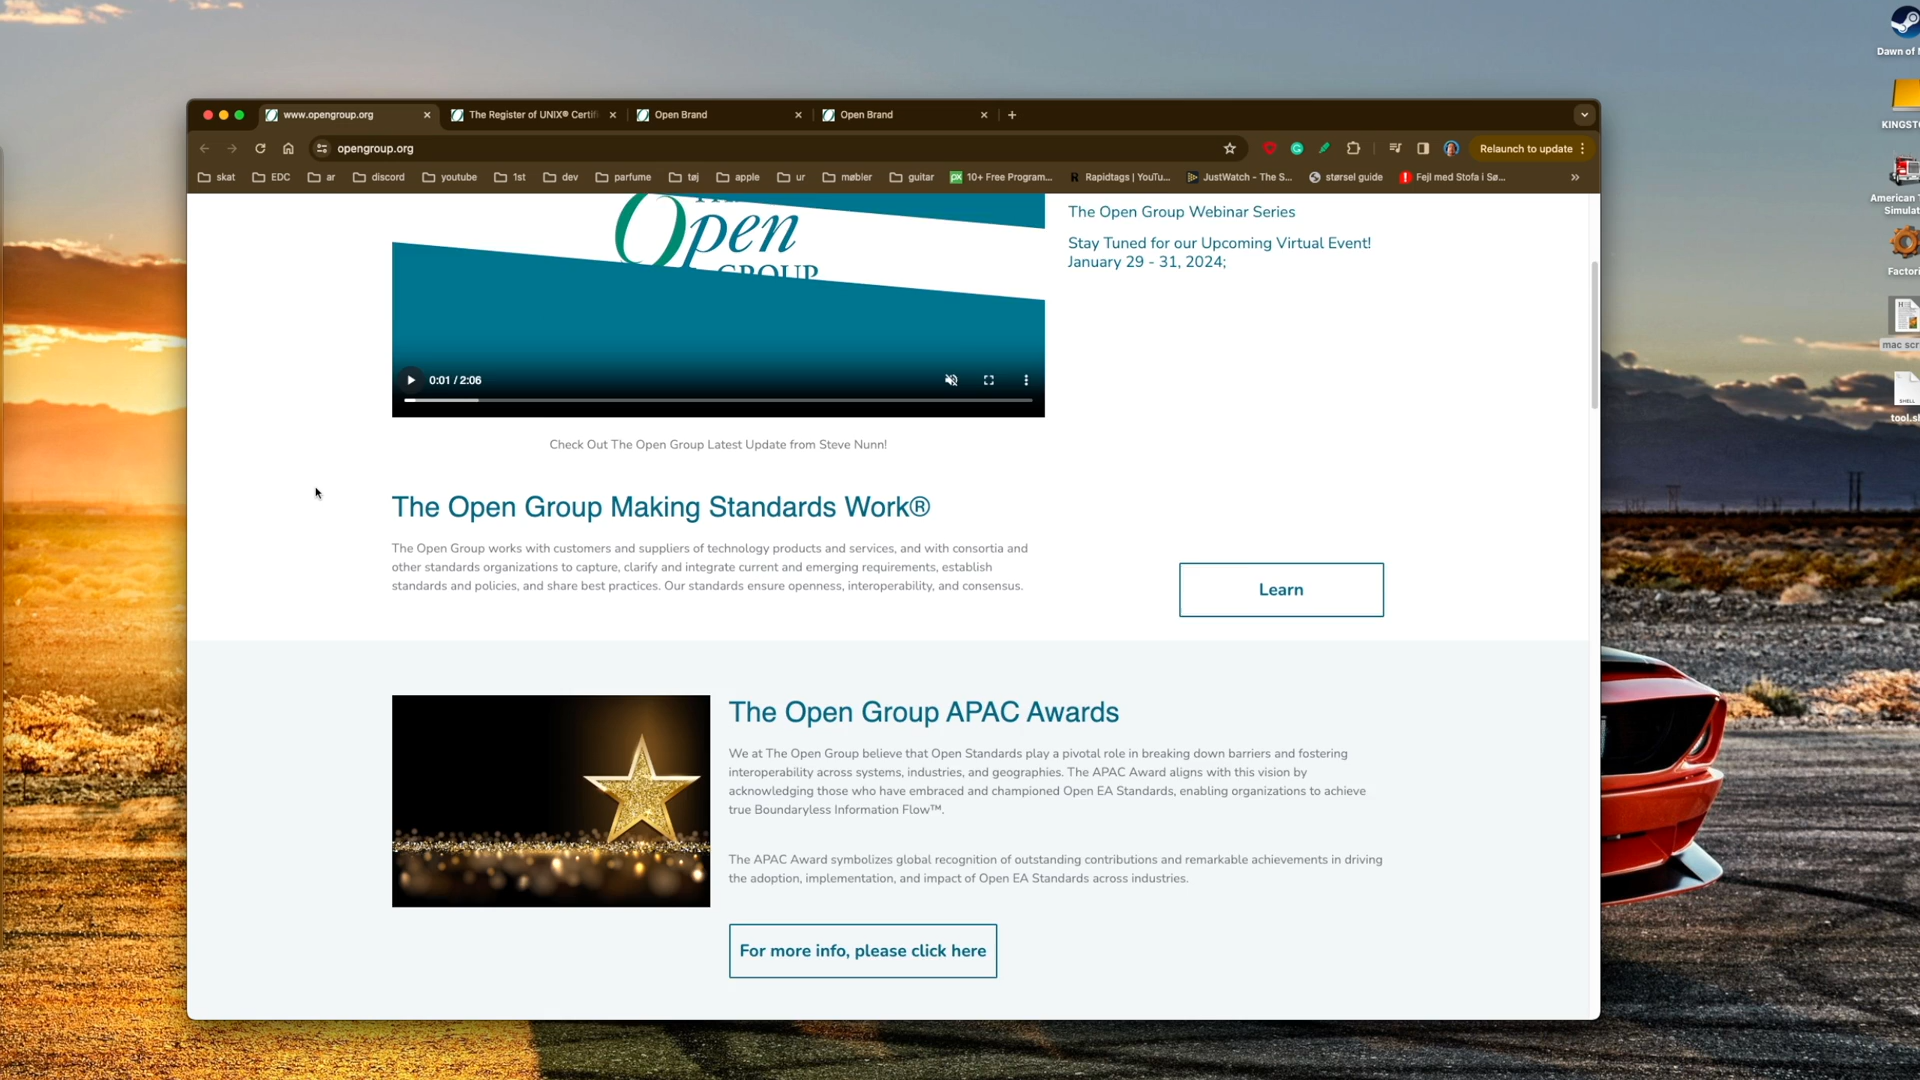 Dawn of
www.opengroup.org
The Register of UNIX® Certifi
Open Brand
Open Brand
KINGST
opengroup.org
Relaunch to update
skat
EDC
ar
discord
youtube
1st
dev
parfume
tøj
apple
ur
møbler
guitar
10+ Free Program...
Rapidtags | YouTu...
JustWatch - The S...
størsel guide
Fejl med Stofa i Sø...
American
Simulat
Open
GROUP
The Open Group Webinar Series
Stay Tuned for our Upcoming Virtual Event!
January 29 - 31, 2024;
Factori
mac scr
0:01 / 2:06
SHELL
tool.sh
Check Out The Open Group Latest Update from Steve Nunn!
The Open Group Making Standards Work®
The Open Group works with customers and suppliers of technology products and services, and with consortia and
other standards organizations to capture, clarify and integrate current and emerging requirements, establish
standards and policies, and share best practices. Our standards ensure openness, interoperability, and consensus.
Learn
The Open Group APAC Awards
We at The Open Group believe that Open Standards play a pivotal role in breaking down barriers and fostering
interoperability across systems, industries, and geographies. The APAC Award aligns with this vision by
acknowledging those who have embraced and championed Open EA Standards, enabling organizations to achieve
true Boundaryless Information Flow™.
The APAC Award symbolizes global recognition of outstanding contributions and remarkable achievements in driving
the adoption, implementation, and impact of Open EA Standards across industries.
For more info, please click here